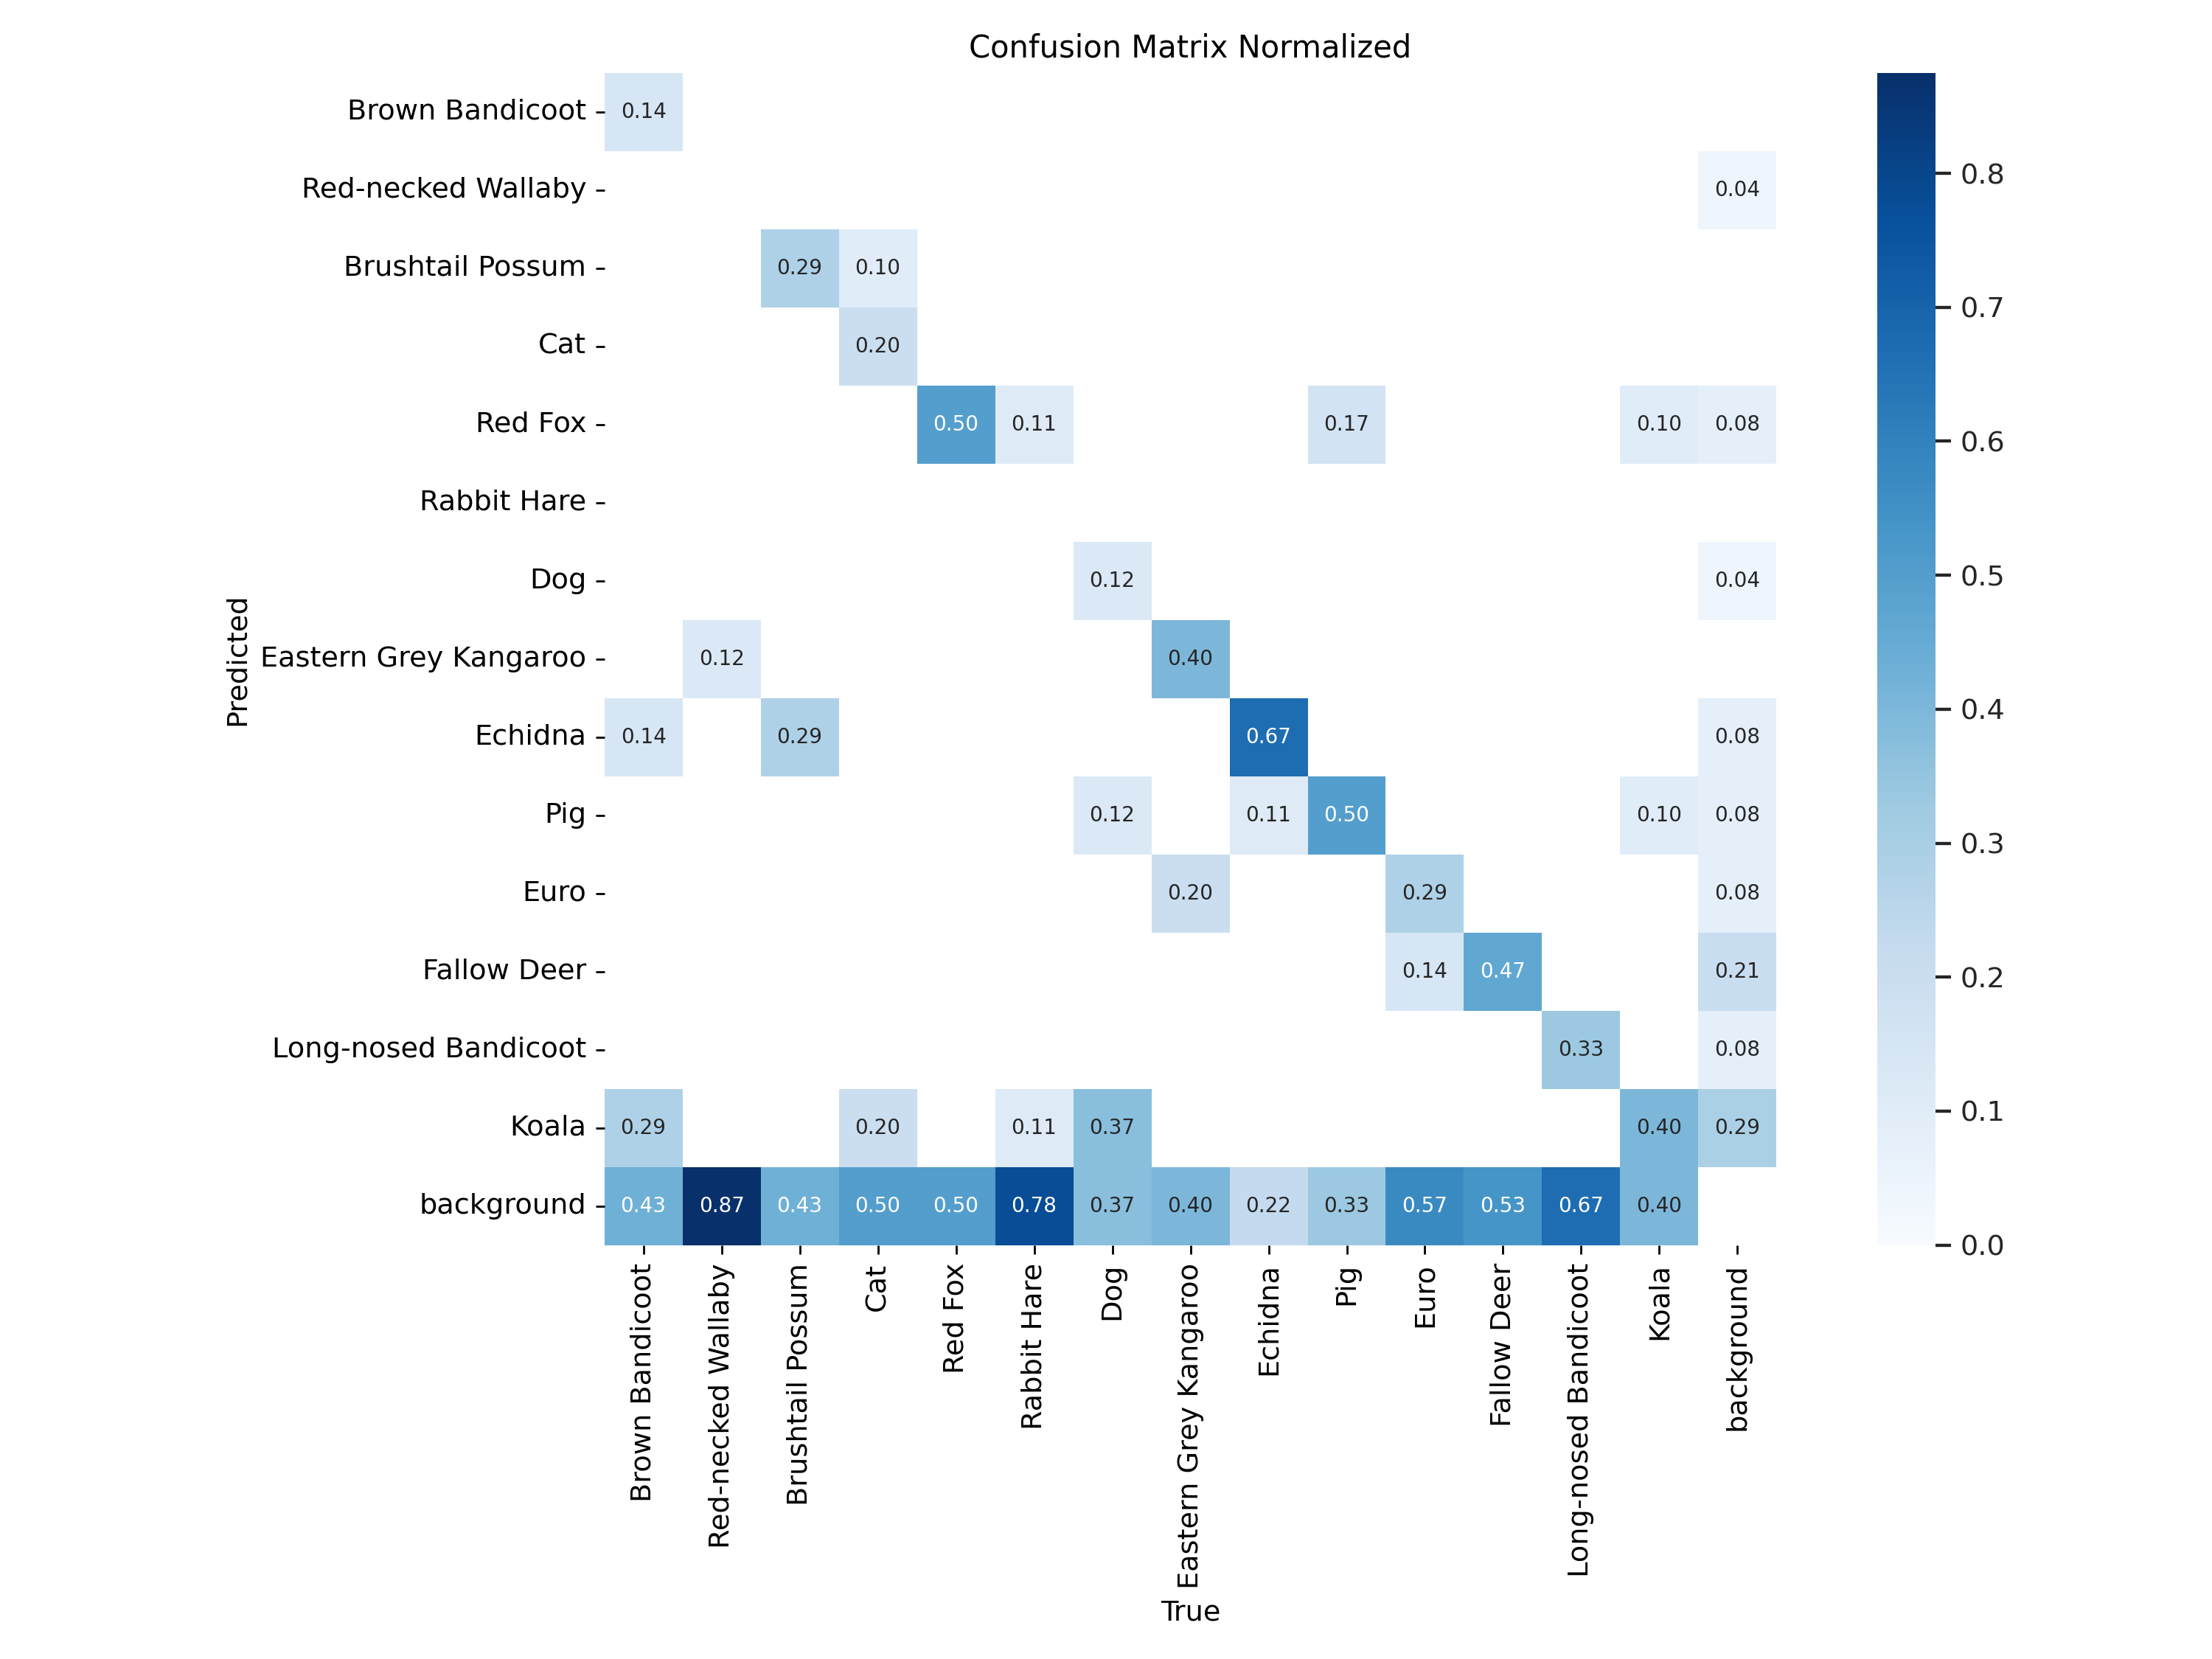 Confusion Matrix Normalized
Predicted
Brown Bandicoot 0.14
Red-necked Wallaby 0.04
Brushtail Possum 0.29 0.10
Cat 0.20
Red Fox 0.50 0.11 0.17 0.10 0.08
Rabbit Hare
Dog 0.12 0.04
Eastern Grey Kangaroo 0.12 0.40
Echidna 0.14 0.29 0.67 0.08
Pig 0.12 0.11 0.50 0.10 0.08
Euro 0.20 0.29 0.08
Fallow Deer 0.14 0.47 0.21
Long-nosed Bandicoot 0.33 0.08
Koala 0.29 0.20 0.11 0.37 0.40 0.29
background 0.43 0.87 0.43 0.50 0.50 0.78 0.37 0.40 0.22 0.33 0.57 0.53 0.67 0.40
Brown Bandicoot
Red-necked Wallaby
Brushtail Possum
Cat
Red Fox
Rabbit Hare
Dog
Eastern Grey Kangaroo
Echidna
Pig
Euro
Fallow Deer
Long-nosed Bandicoot
Koala
background
True
0.8
0.7
0.6
0.5
0.4
0.3
0.2
0.1
0.0